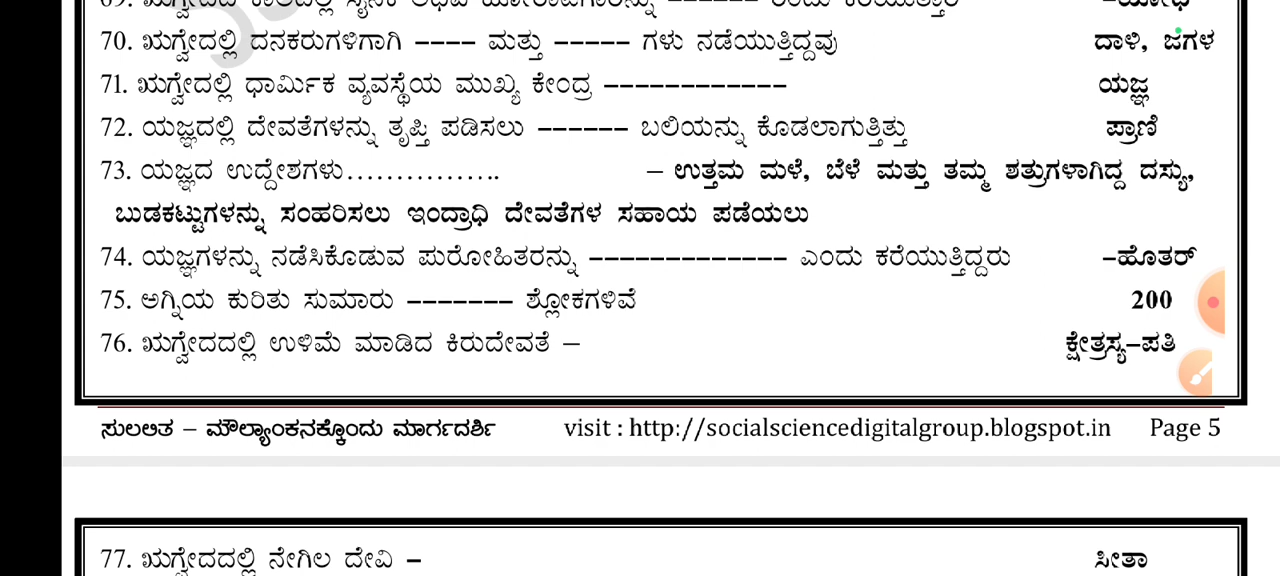 70. ಋಗ್ವೇದಲ್ಲಿ ದನಕರುಗಳಿಗಾಗಿ ---- ಮತ್ತು ----- ಗಳು ನಡೆಯುತ್ತಿದ್ದವು ದಾಳಿ, ಜಗಳ
71. ಋಗ್ವೇದಲ್ಲಿ ಧಾರ್ಮಿಕ ವ್ಯವಸ್ಥೆಯ ಮುಖ್ಯ ಕೇಂದ್ರ ------------ ಯಜ್ಞ
72. ಯಜ್ಞದಲ್ಲಿ ದೇವತೆಗಳನ್ನು ತೃಪ್ತಿ ಪಡಿಸಲು ------ ಬಲಿಯನ್ನು ಕೊಡಲಾಗುತ್ತಿತ್ತು ಪ್ರಾಣಿ
73. ಯಜ್ಞದ ಉದ್ದೇಶಗಳು................ – ಉತ್ತಮ ಮಳೆ, ಬೆಳೆ ಮತ್ತು ತಮ್ಮ ಶತ್ರುಗಳಾಗಿದ್ದ ದಸ್ಯು,
ಬುಡಕಟ್ಟುಗಳನ್ನು ಸಂಹರಿಸಲು ಇಂದ್ರಾಧಿ ದೇವತೆಗಳ ಸಹಾಯ ಪಡೆಯಲು
74. ಯಜ್ಞಗಳನ್ನು ನಡೆಸಿಕೊಡುವ ಪುರೋಹಿತರನ್ನು ------------- ಎಂದು ಕರೆಯುತ್ತಿದ್ದರು -ಹೊತರ್
75. ಅಗ್ನಿಯ ಕುರಿತು ಸುಮಾರು ------- ಶ್ಲೋಕಗಳಿವೆ 200
76. ಋಗ್ವೇದದಲ್ಲಿ ಉಳಿಮೆ ಮಾಡಿದ ಕಿರುದೇವತೆ – ಕ್ಷೇತ್ರಸ್ಯ-ಪತಿ
ಸುಲಲಿತ – ಮೌಲ್ಯಾಂಕನಕ್ಕೊಂದು ಮಾರ್ಗದರ್ಶಿ visit : http://socialsciencedigitalgroup.blogspot.in Page 5
77. ಋಗ್ವೇದದಲ್ಲಿ ನೇಗಿಲ ದೇವಿ – ಸೀತಾ